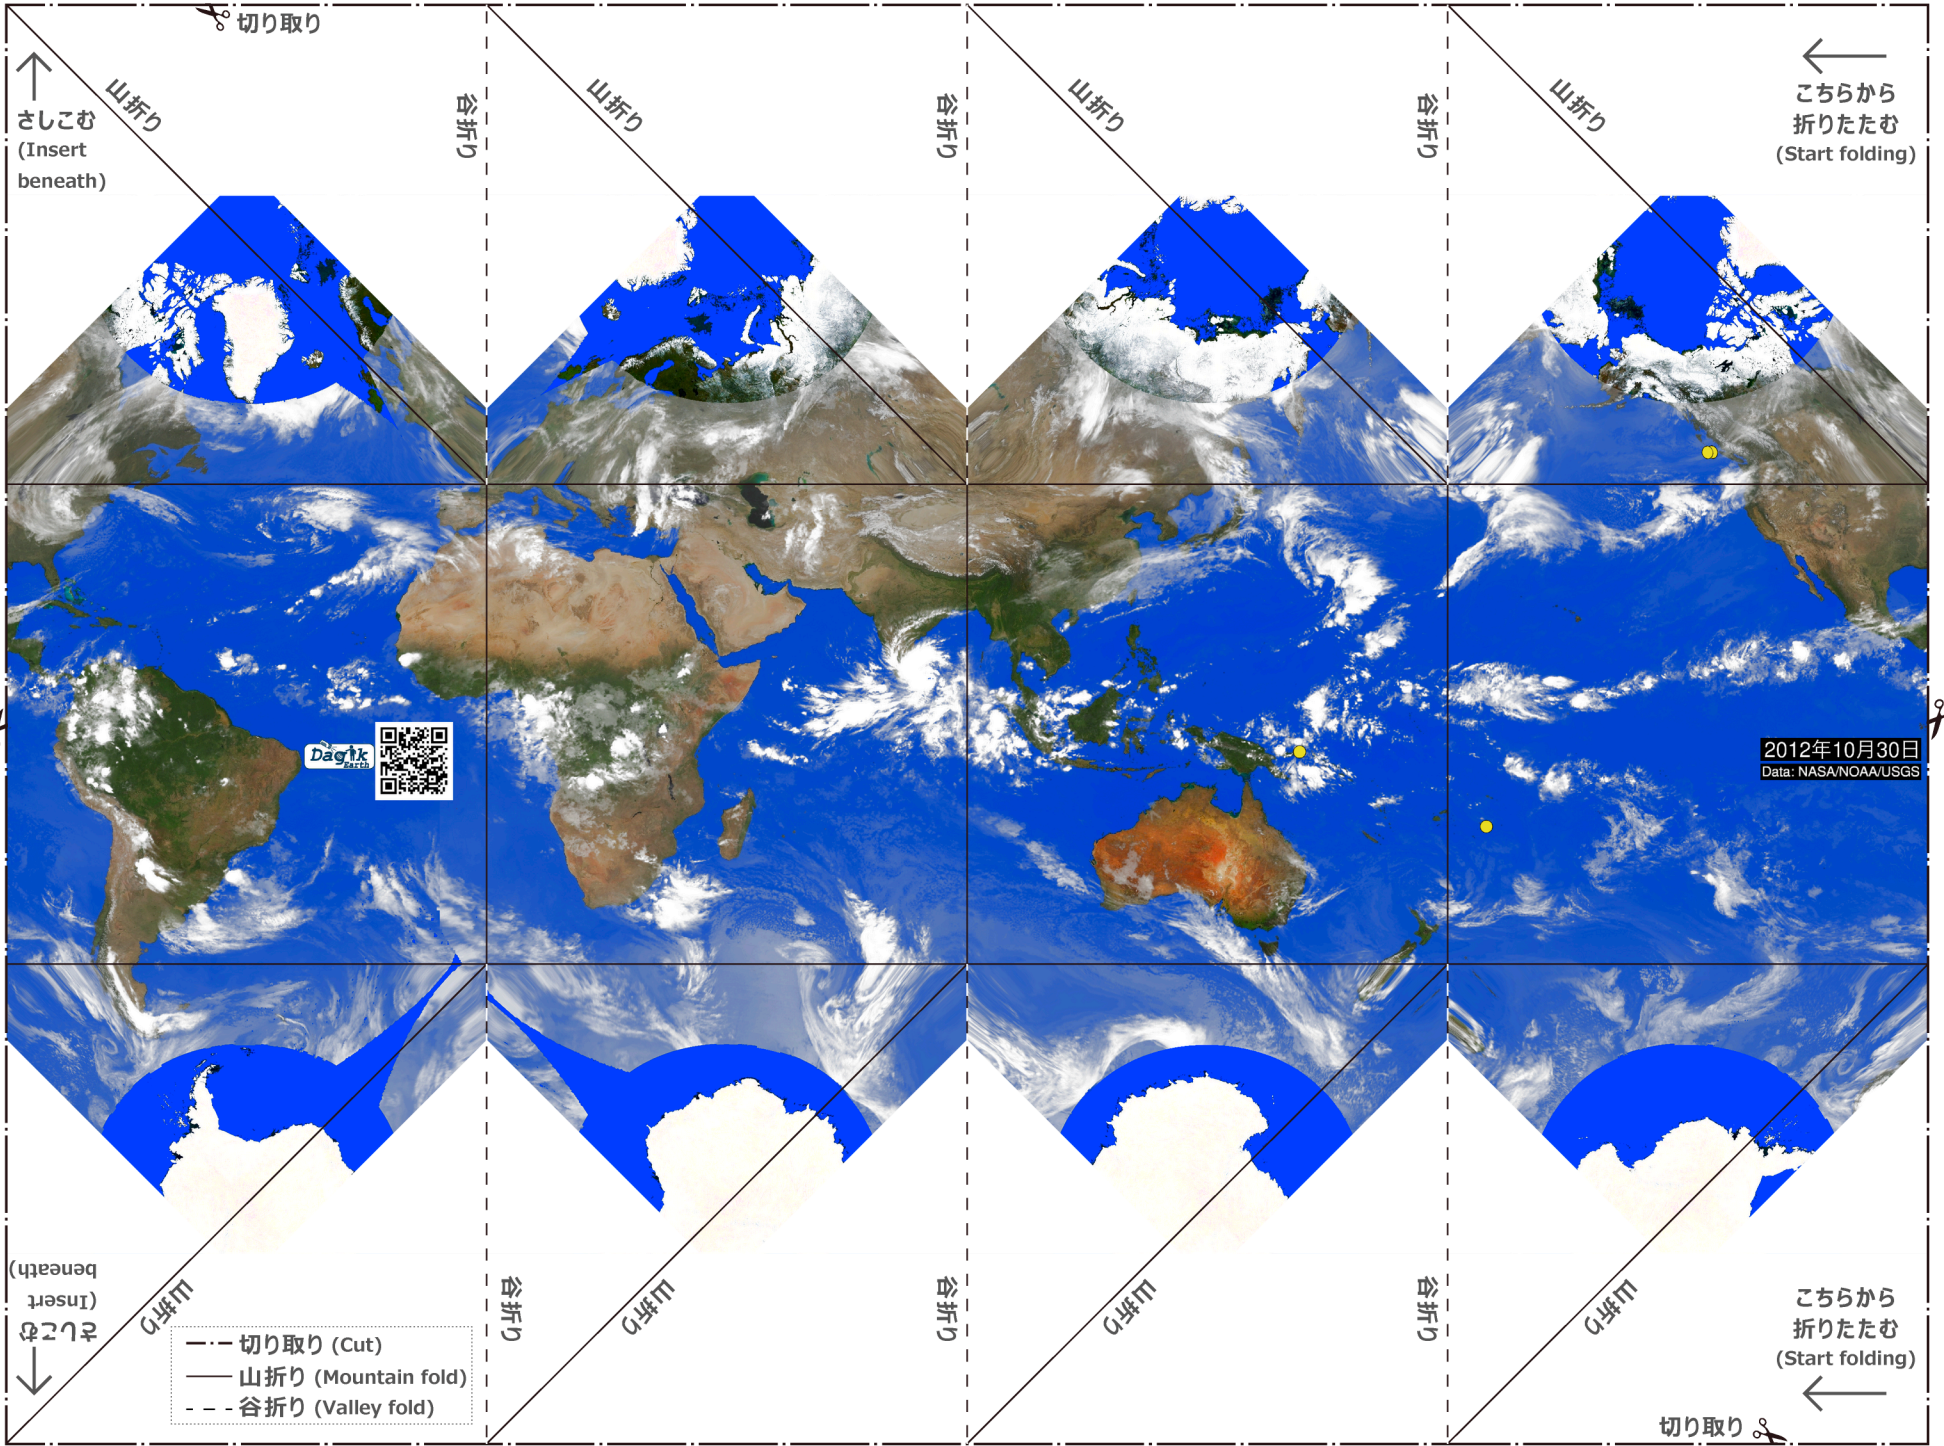 切り取り
山折り
谷折り
山折り
谷折り
山折り
谷折り
山折り
さしこむ
(Insert
beneath)
こちらから
折りたたむ
(Start folding)
Dagik
Earth
2012年10月30日
Data: NASA/NOAA/USGS
さしこむ
(Insert
beneath)
山折り
谷折り
山折り
谷折り
山折り
谷折り
山折り
こちらから
折りたたむ
(Start folding)
切り取り (Cut)
山折り (Mountain fold)
谷折り (Valley fold)
切り取り